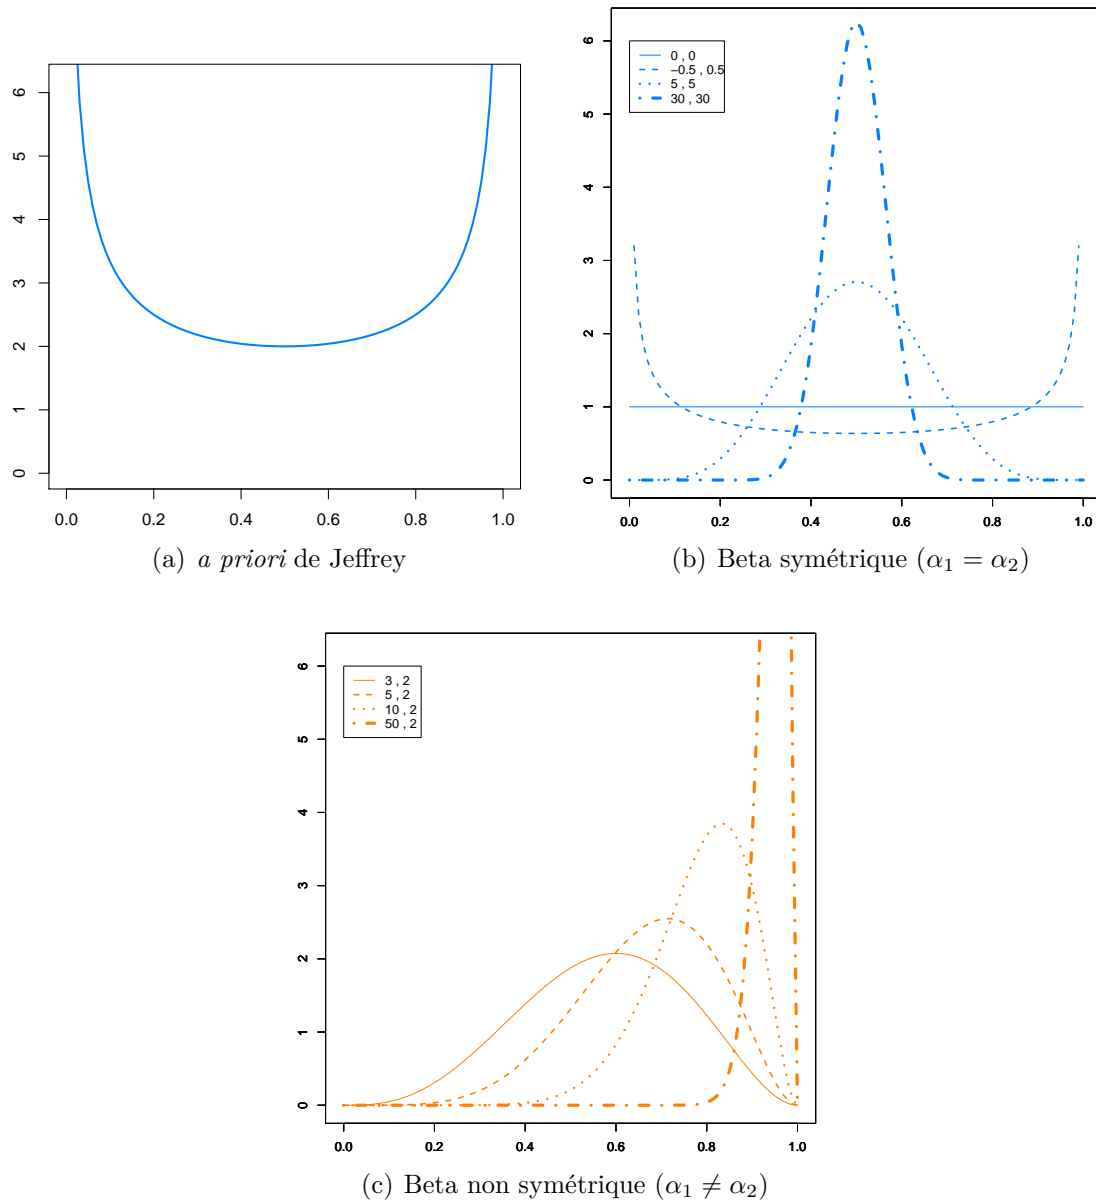 0 1 2 3 4 5 6
0.0 0.2 0.4 0.6 0.8 1.0
(a) a priori de Jeffrey
0 , 0
−0.5 , 0.5
5 , 5
30 , 30
0 1 2 3 4 5 6
0.0 0.2 0.4 0.6 0.8 1.0
(b) Beta symétrique (α₁ = α₂)
3 , 2
5 , 2
10 , 2
50 , 2
0 1 2 3 4 5 6
0.0 0.2 0.4 0.6 0.8 1.0
(c) Beta non symétrique (α₁ ≠ α₂)